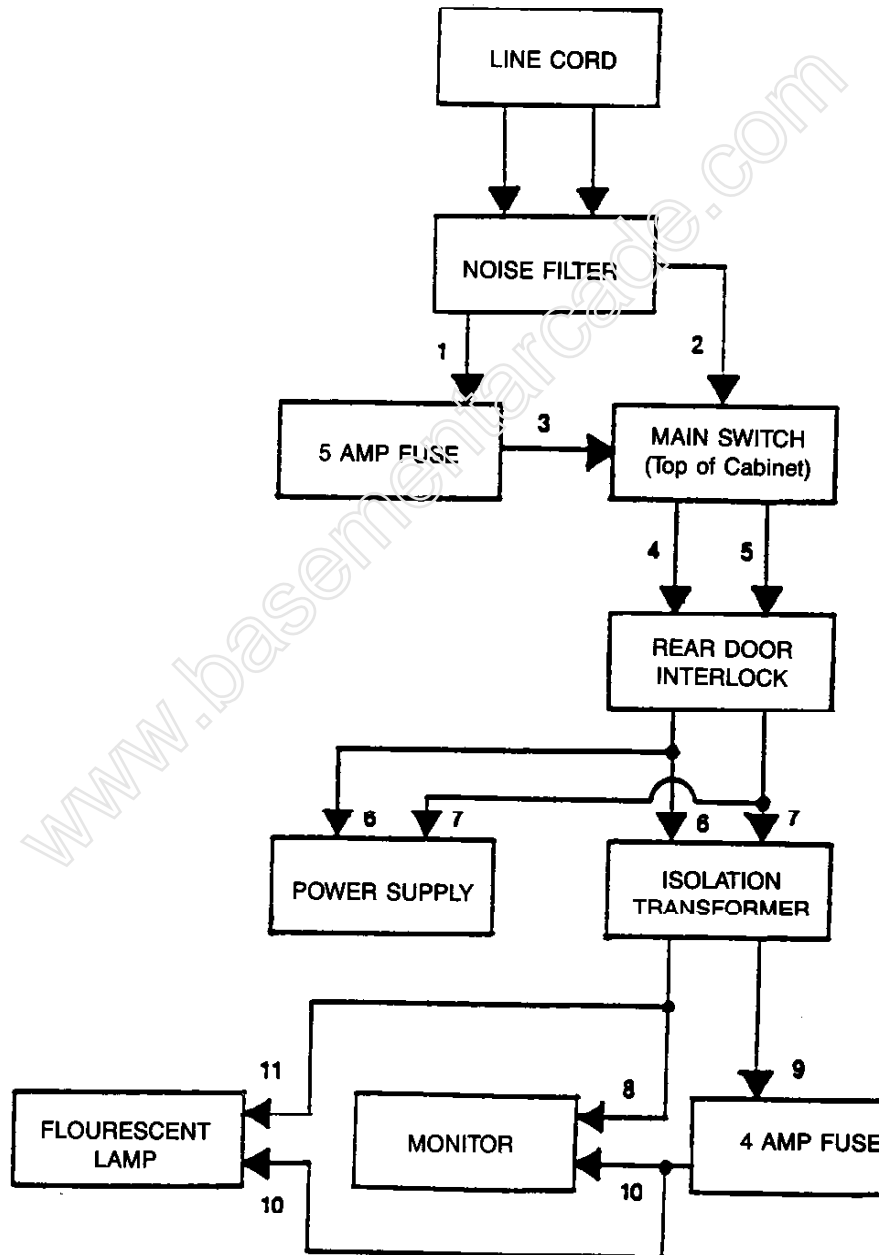 LINE CORD
NOISE FILTER
1
2
5 AMP FUSE
3
MAIN SWITCH
(Top of Cabinet)
4
5
REAR DOOR
INTERLOCK
6
7
6
7
POWER SUPPLY
ISOLATION
TRANSFORMER
11
8
9
FLOURESCENT
LAMP
MONITOR
4 AMP FUSE
10
10
www.basementarcade.com